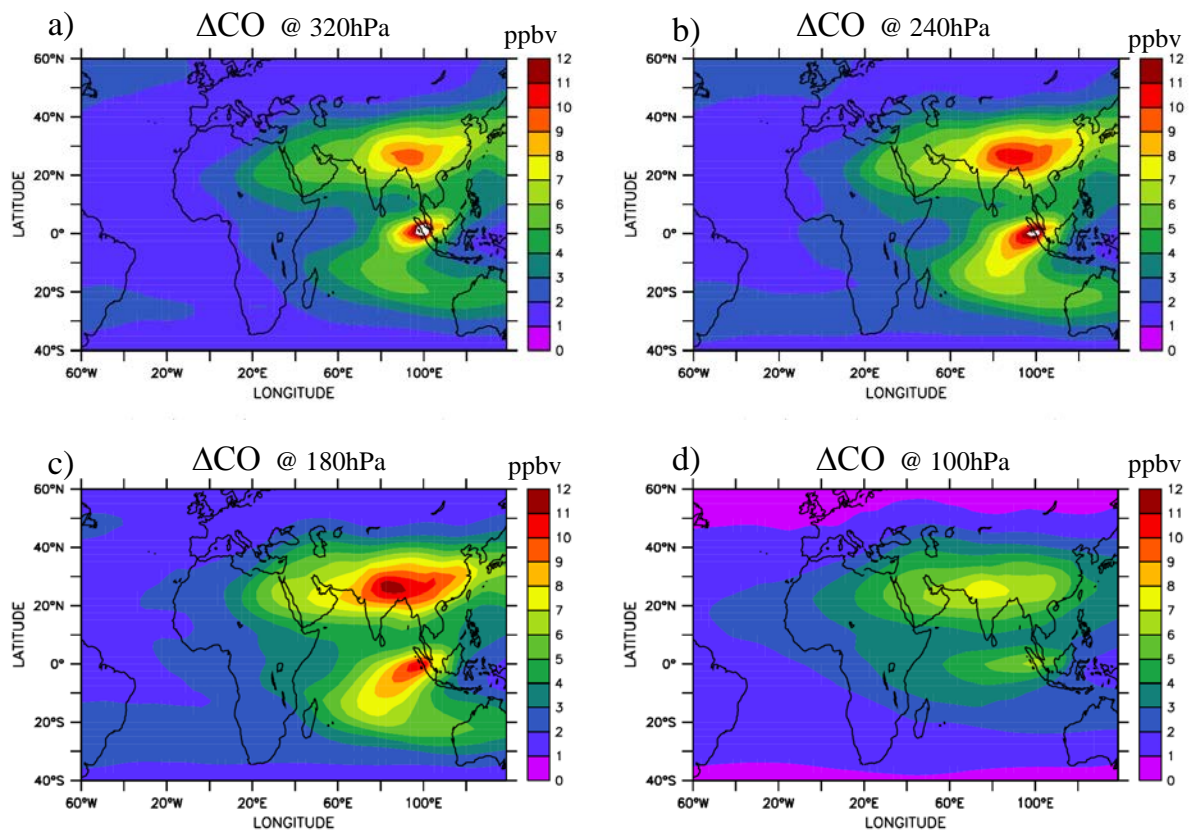 a) ΔCO @ 320hPa ppbv
60°N
40°N
20°N
0°
20°S
40°S
LATITUDE
60°W 20°W 20°E 60°E 100°E
LONGITUDE
12
11
10
9
8
7
6
5
4
3
2
1
0
b) ΔCO @ 240hPa ppbv
60°N
40°N
20°N
0°
20°S
40°S
LATITUDE
60°W 20°W 20°E 60°E 100°E
LONGITUDE
12
11
10
9
8
7
6
5
4
3
2
1
0
c) ΔCO @ 180hPa ppbv
60°N
40°N
20°N
0°
20°S
40°S
LATITUDE
60°W 20°W 20°E 60°E 100°E
LONGITUDE
12
11
10
9
8
7
6
5
4
3
2
1
0
d) ΔCO @ 100hPa ppbv
60°N
40°N
20°N
0°
20°S
40°S
LATITUDE
60°W 20°W 20°E 60°E 100°E
LONGITUDE
12
11
10
9
8
7
6
5
4
3
2
1
0